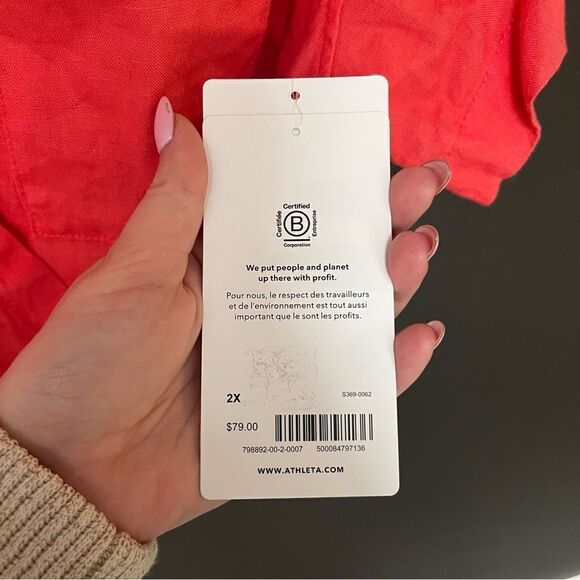 Certified
Certifiée
B
Entreprise
Corporation
We put people and planet
up there with profit.
Pour nous, le respect des travailleurs
et de l'environnement est tout aussi
important que le sont les profits.
2X
S369-0062
$79.00
798892-00-2-0007 500084797136
WWW.ATHLETA.COM